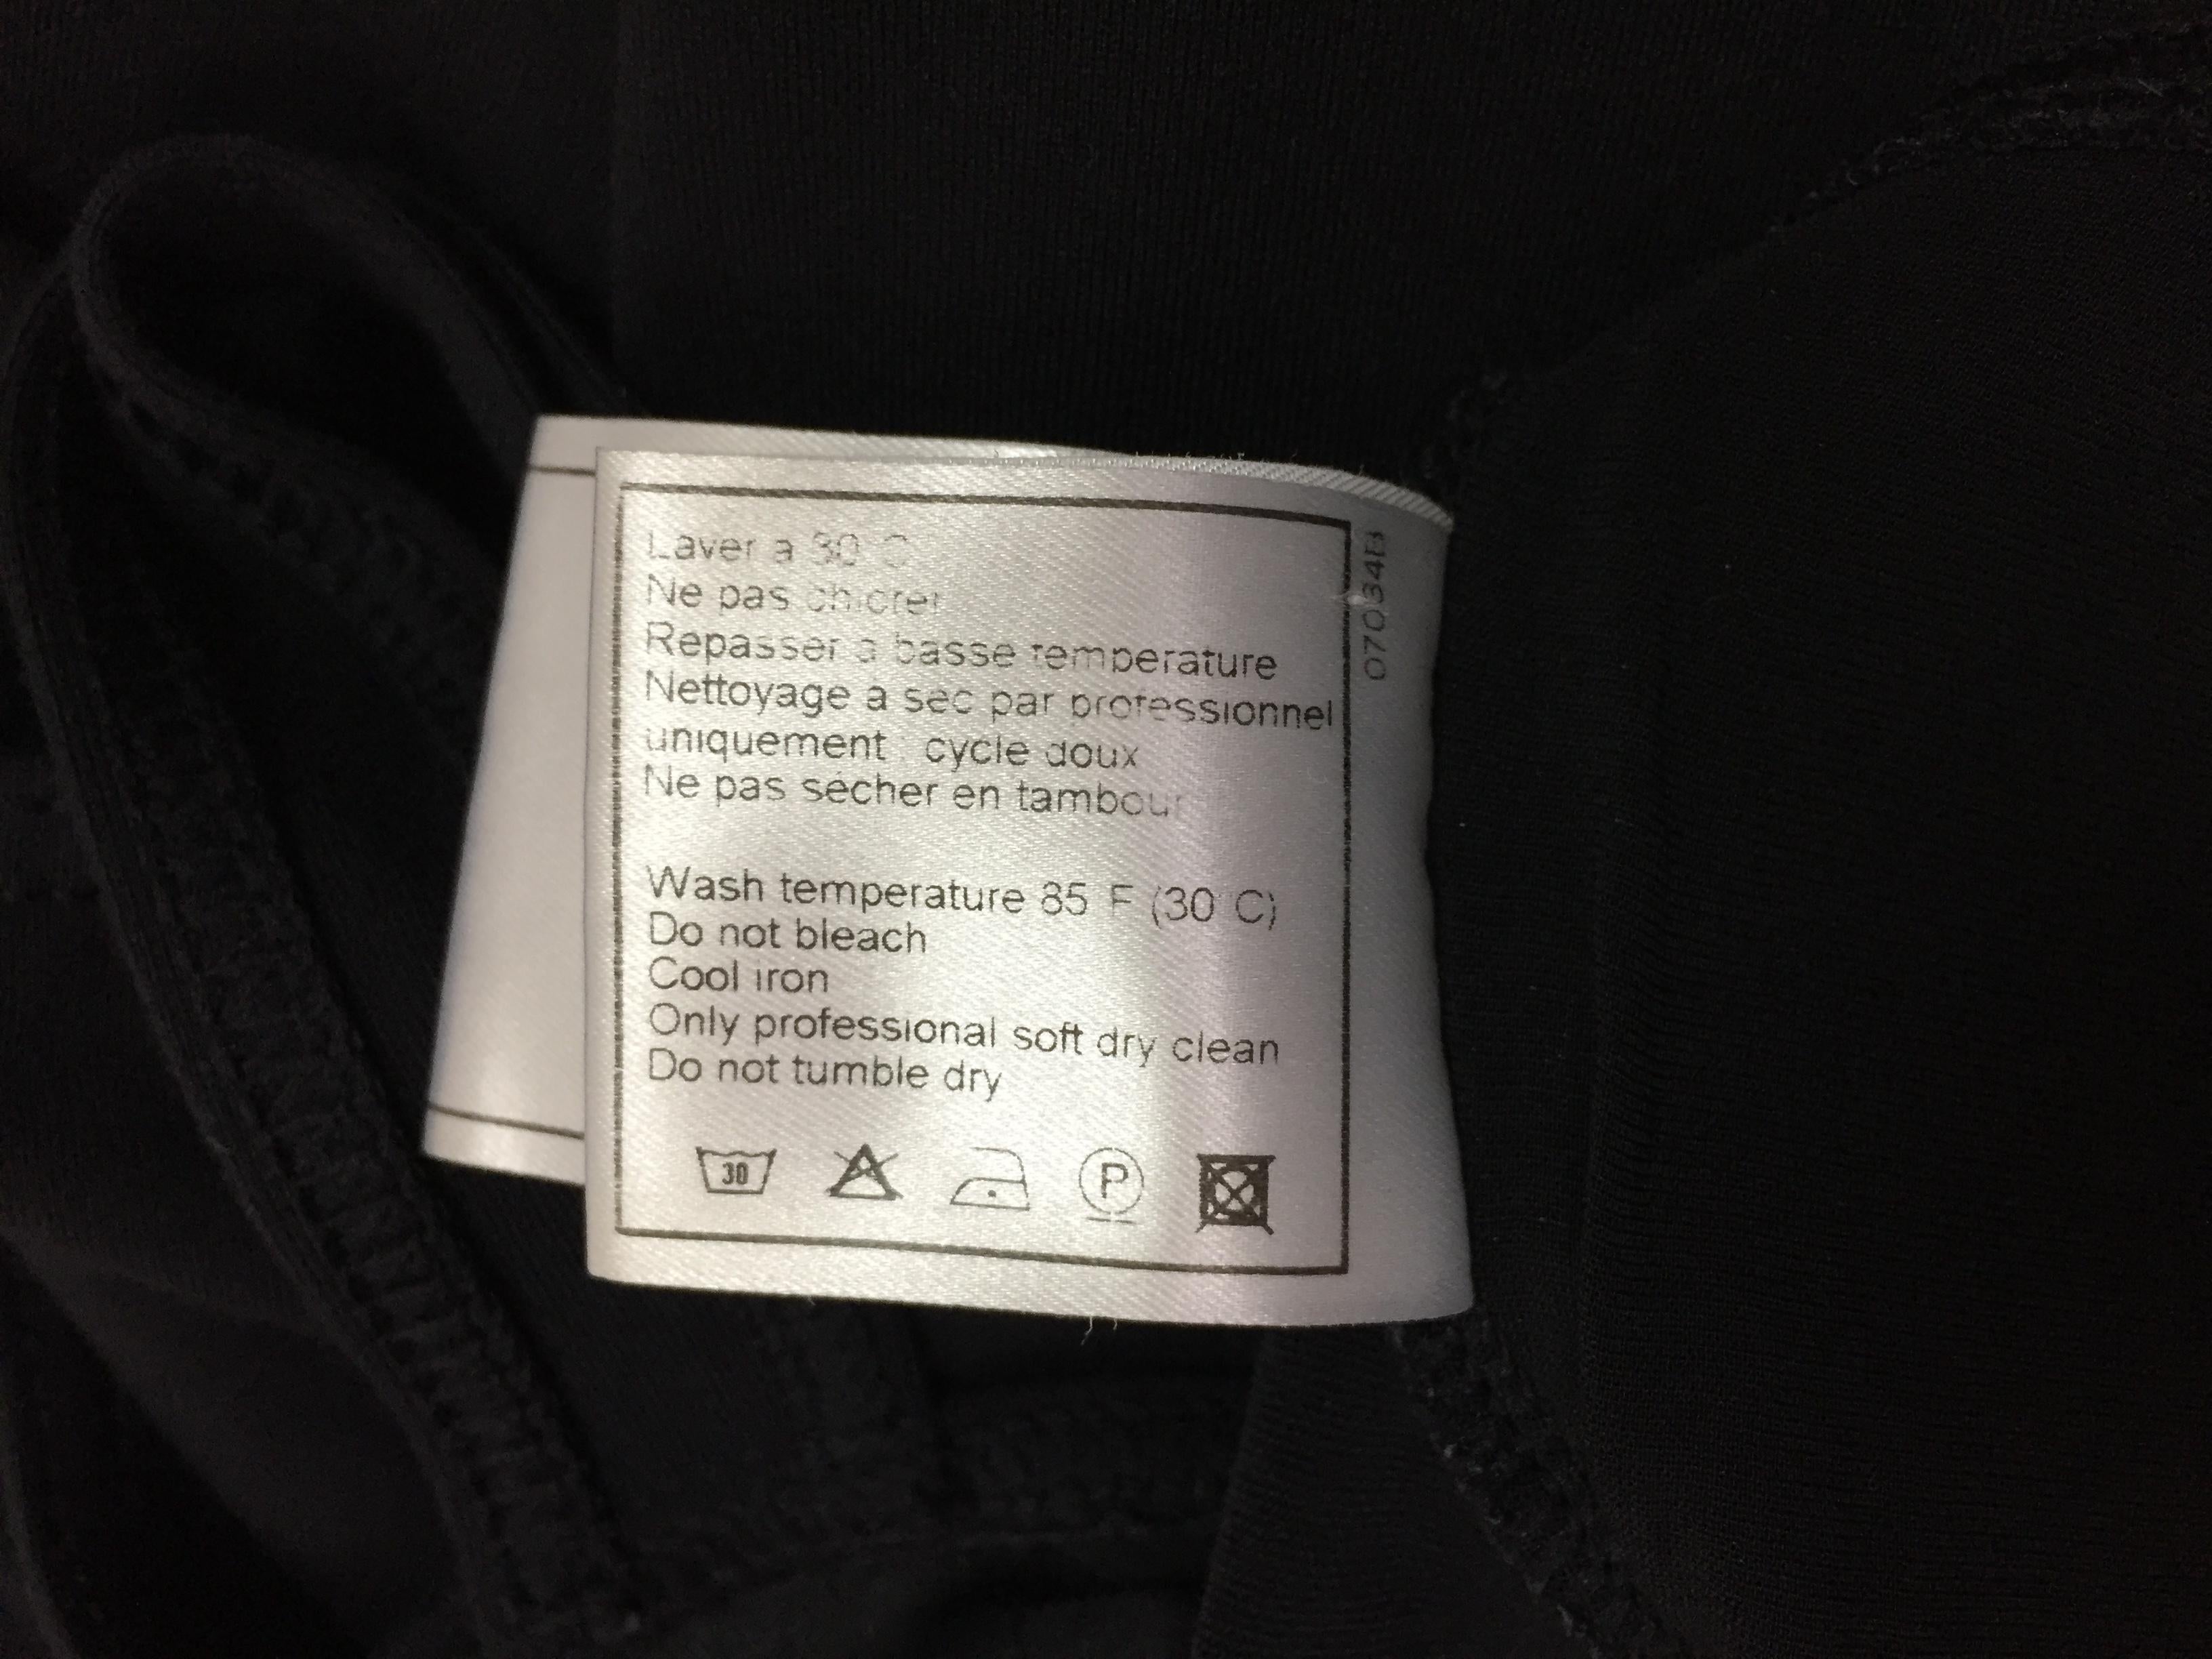 Laver à 30°C
Ne pas chlorer
Repasser à basse température
Nettoyage à sec par professionnel
uniquement : cycle doux
Ne pas sécher en tambour
Wash temperature 85°F (30°C)
Do not bleach
Cool iron
Only professional soft dry clean
Do not tumble dry
30
P
070334B